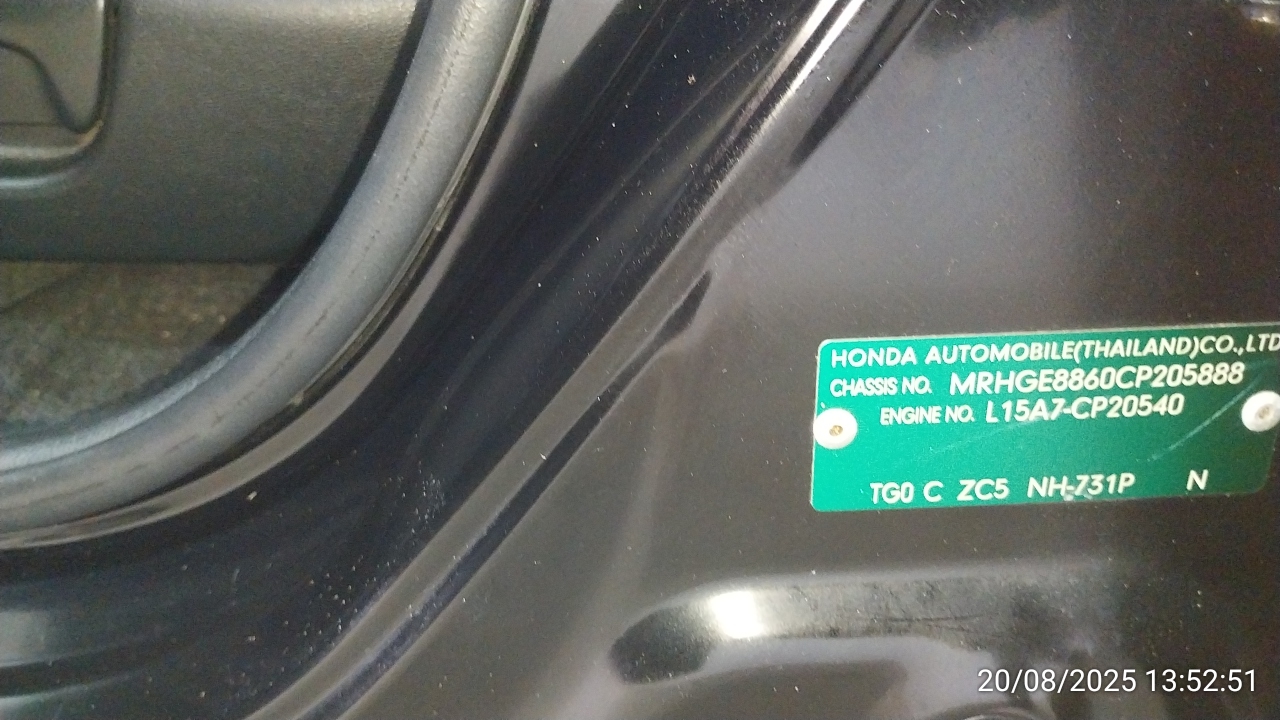 HONDA AUTOMOBILE(THAILAND)CO.,LTD
CHASSIS NO. MRHGE8860CP205888
ENGINE NO. L15A7-CP20540
TG0 C ZC5 NH-731P N
20/08/2025 13:52:51